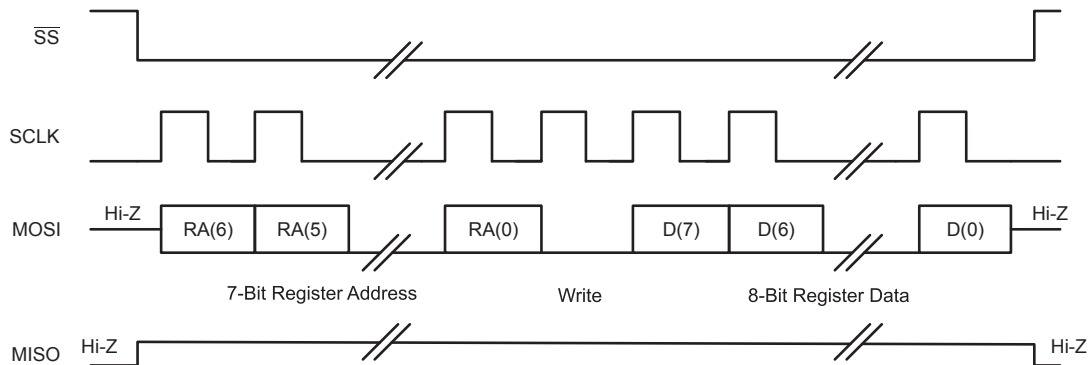 SS
SCLK
Hi-Z
MOSI
RA(6)
RA(5)
RA(0)
D(7)
D(6)
D(0)
Hi-Z
7-Bit Register Address
Write
8-Bit Register Data
MISO
Hi-Z
Hi-Z